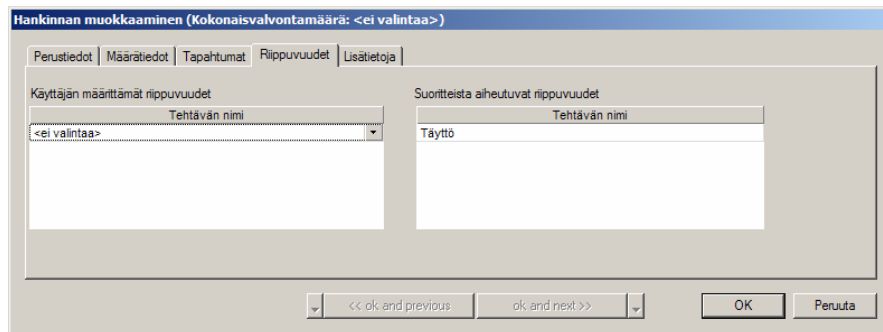 Hankinnan muokkaaminen (Kokonaisvalvontamäärä: <ei valintaa>)
Perustiedot Määrätiedot Tapahtumat Riippuvuudet Lisätietoja
Käyttäjän määrittämät riippuvuudet Suoritteista aiheutuvat riippuvuudet
Tehtävän nimi Tehtävän nimi
<ei valintaa> Täyttö
<< ok and previous ok and next >> OK Peruuta